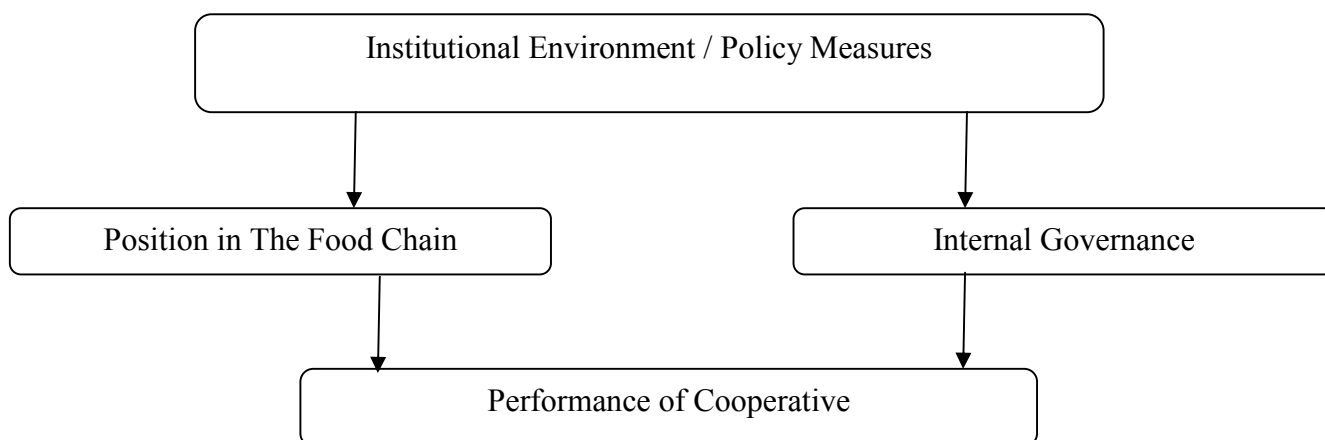 Institutional Environment / Policy Measures
Position in The Food Chain
Internal Governance
Performance of Cooperative